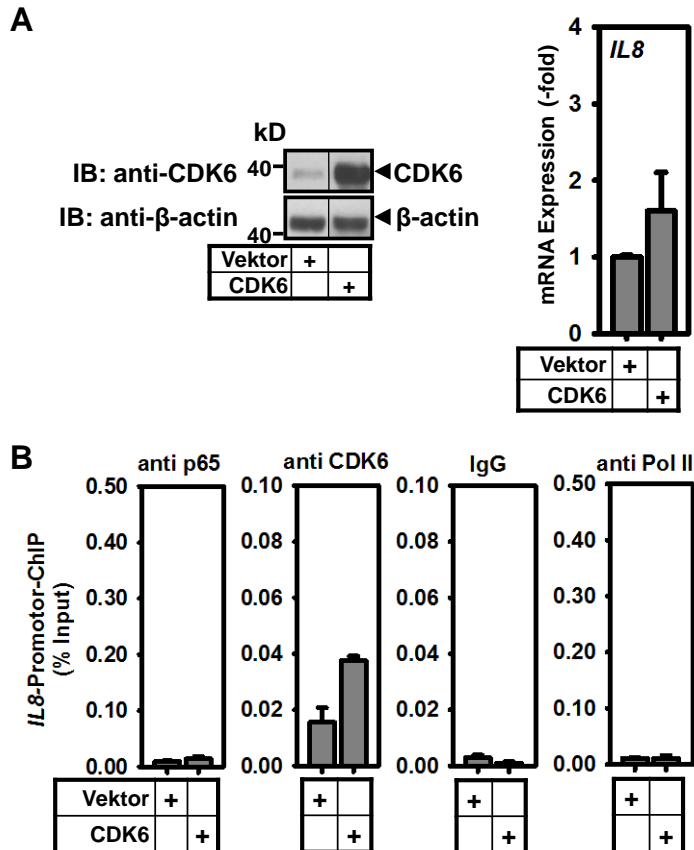 A
kD
IB: anti-CDK6
40
CDK6
IB: anti-β-actin
40
β-actin
Vektor +
CDK6 +
mRNA Expression (-fold)
IL8
4
3
2
1
0
Vektor +
CDK6 +
B
IL8-Promotor-ChIP
(% Input)
anti p65
0.50
0.40
0.30
0.20
0.10
0.00
Vektor +
CDK6 +
anti CDK6
0.10
0.08
0.06
0.04
0.02
0.00
+
+
IgG
0.10
0.08
0.06
0.04
0.02
0.00
+
+
anti Pol II
0.50
0.40
0.30
0.20
0.10
0.00
+
+